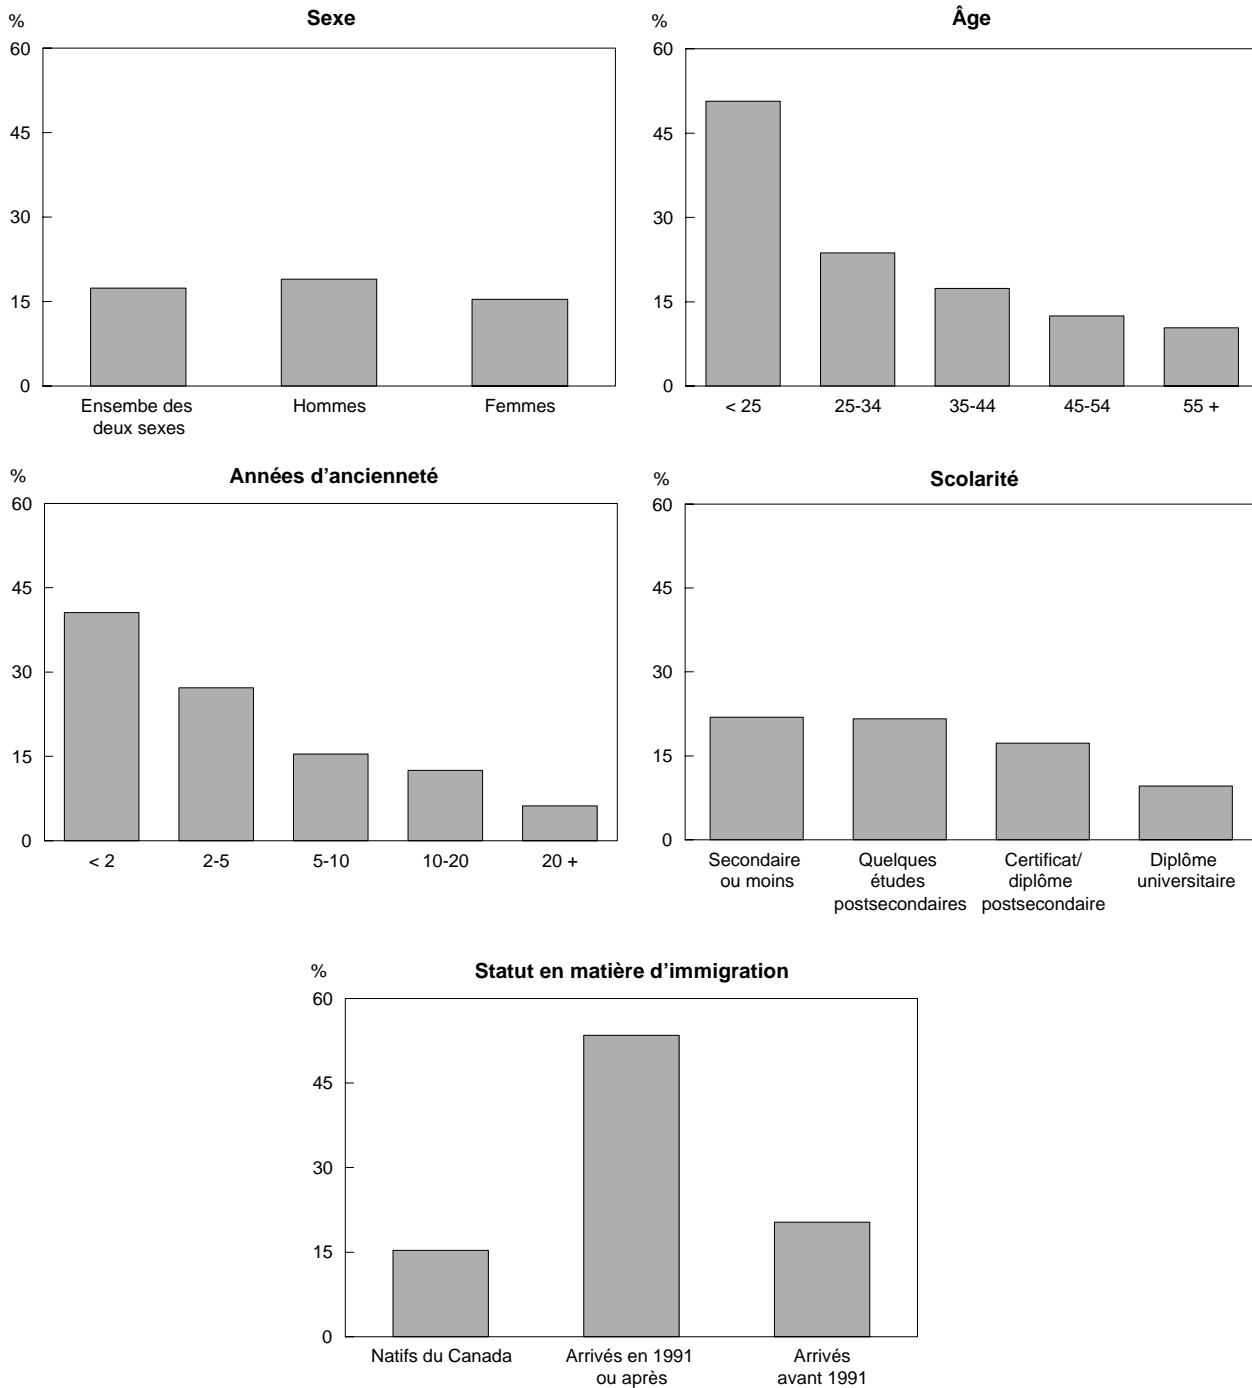 Sexe
%
60
45
30
15
0
Ensembe des
deux sexes
Hommes
Femmes
Âge
%
60
45
30
15
0
< 25
25-34
35-44
45-54
55 +
Années d’ancienneté
%
60
45
30
15
0
< 2
2-5
5-10
10-20
20 +
Scolarité
%
60
45
30
15
0
Secondaire
ou moins
Quelques
études
postsecondaires
Certificat/
diplôme
postsecondaire
Diplôme
universitaire
Statut en matière d’immigration
%
60
45
30
15
0
Natifs du Canada
Arrivés en 1991
ou après
Arrivés
avant 1991